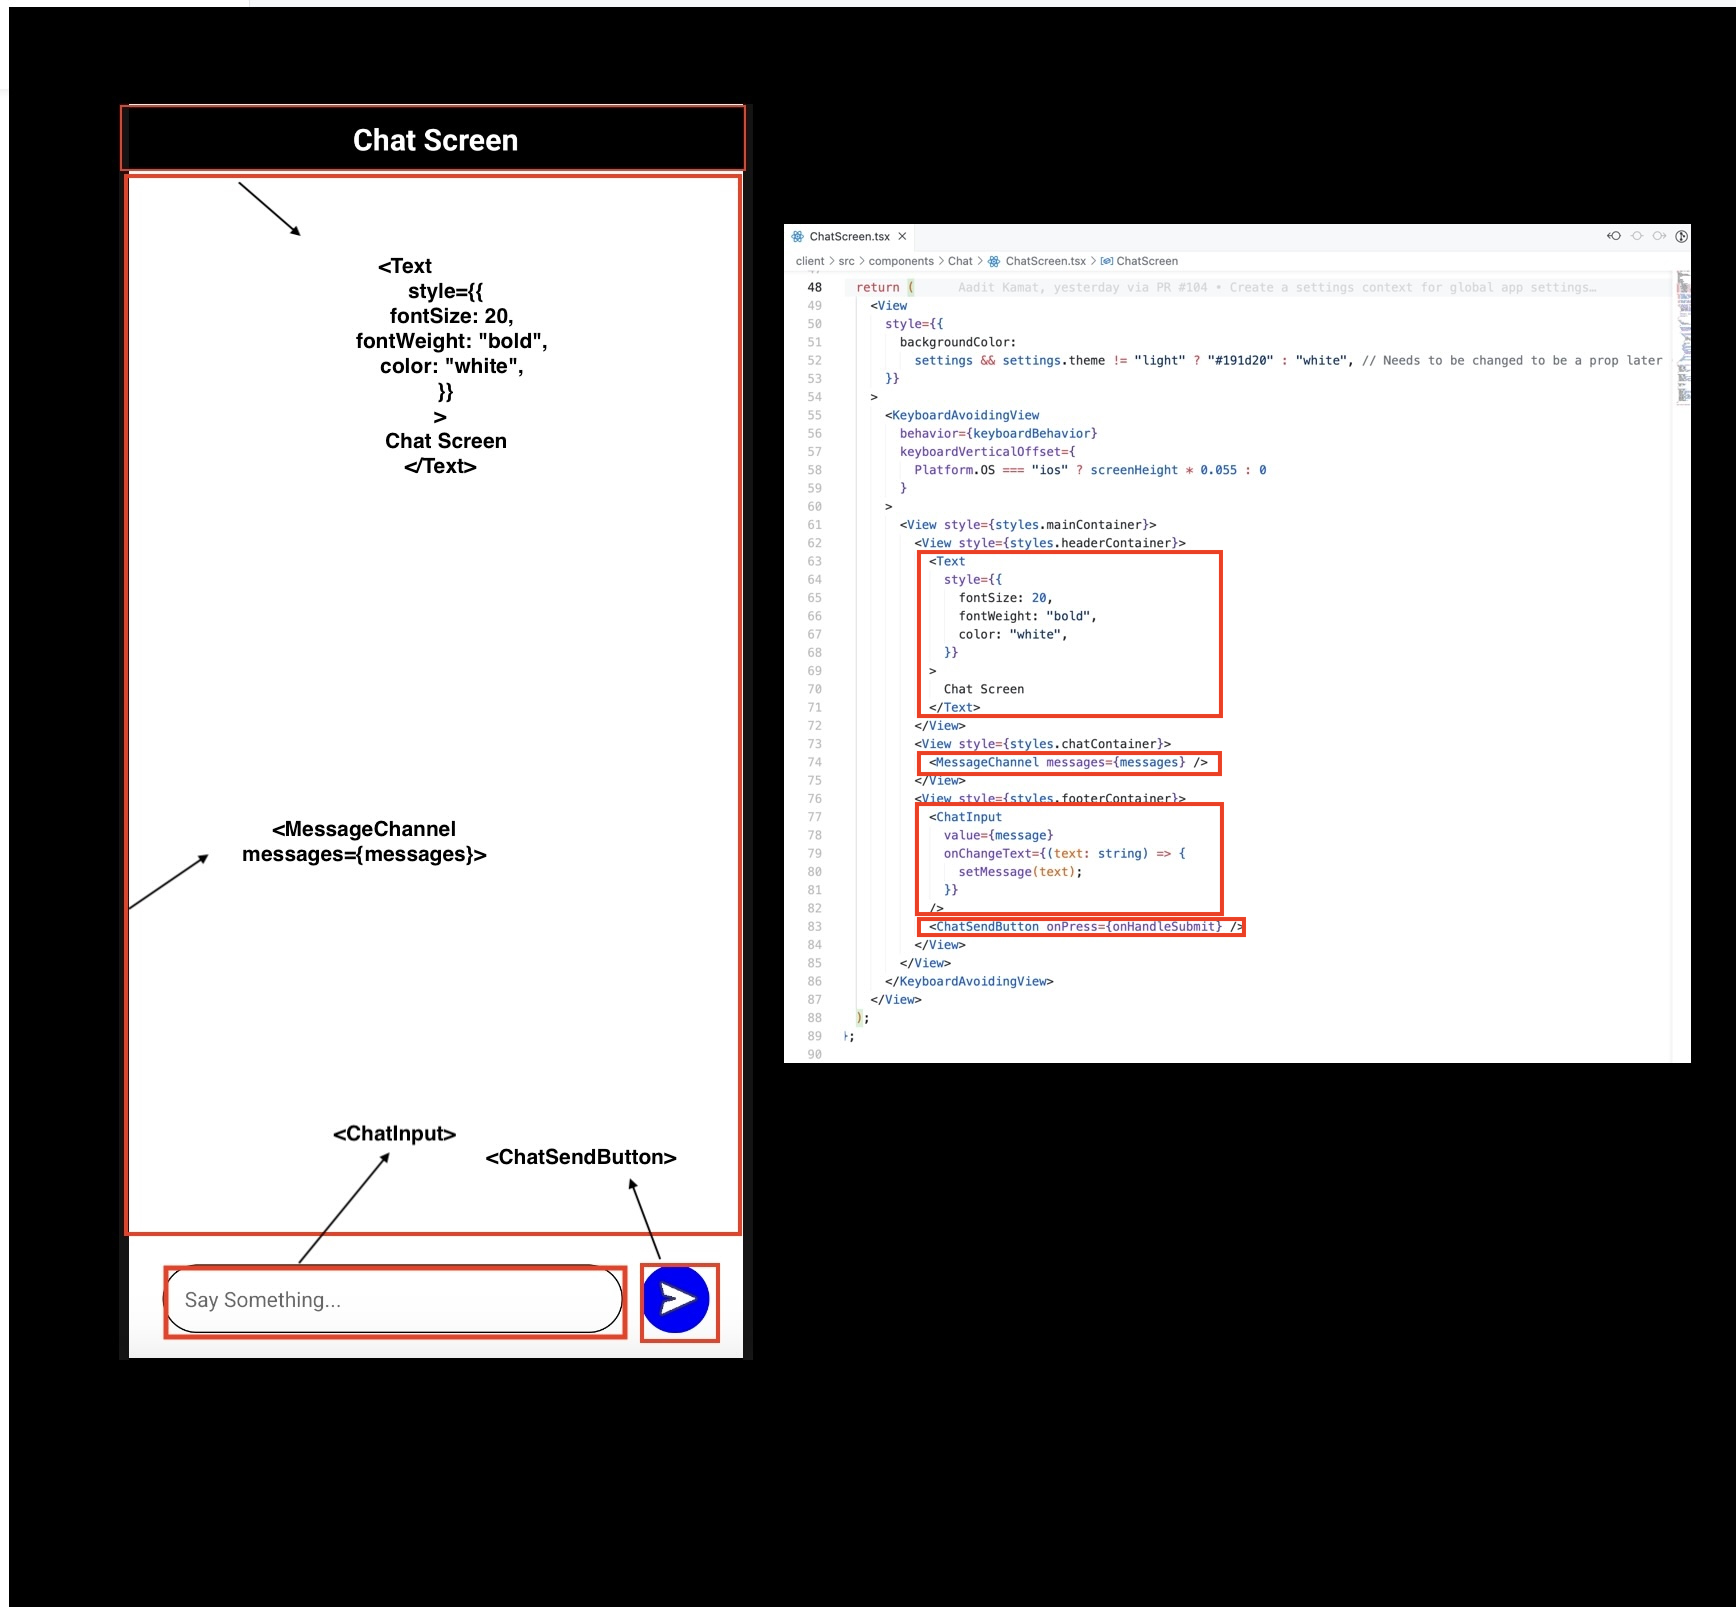 Chat Screen
<Text
style={{
fontSize: 20,
fontWeight: "bold",
color: "white",
}}
>
Chat Screen
</Text>
<MessageChannel
messages={messages}>
<ChatInput>
<ChatSendButton>
Say Something...
ChatScreen.tsx
client > src > components > Chat > ChatScreen.tsx > ChatScreen
48 return ( Aadit Kamat, yesterday via PR #104 • Create a settings context for global app settings…
49 <View
50 style={{
51 backgroundColor:
52 settings && settings.theme != "light" ? "#191d20" : "white", // Needs to be changed to be a prop later
53 }}
54 >
55 <KeyboardAvoidingView
56 behavior={keyboardBehavior}
57 keyboardVerticalOffset={
58 Platform.OS === "ios" ? screenHeight * 0.055 : 0
59 }
60 >
61 <View style={styles.mainContainer}>
62 <View style={styles.headerContainer}>
63 <Text
64 style={{
65 fontSize: 20,
66 fontWeight: "bold",
67 color: "white",
68 }}
69 >
70 Chat Screen
71 </Text>
72 </View>
73 <View style={styles.chatContainer}>
74 <MessageChannel messages={messages} />
75 </View>
76 <View style={styles.footerContainer}>
77 <ChatInput
78 value={message}
79 onChangeText={(text: string) => {
80 setMessage(text);
81 }}
82 />
83 <ChatSendButton onPress={onHandleSubmit} />
84 </View>
85 </View>
86 </KeyboardAvoidingView>
87 </View>
88 );
89 };
90